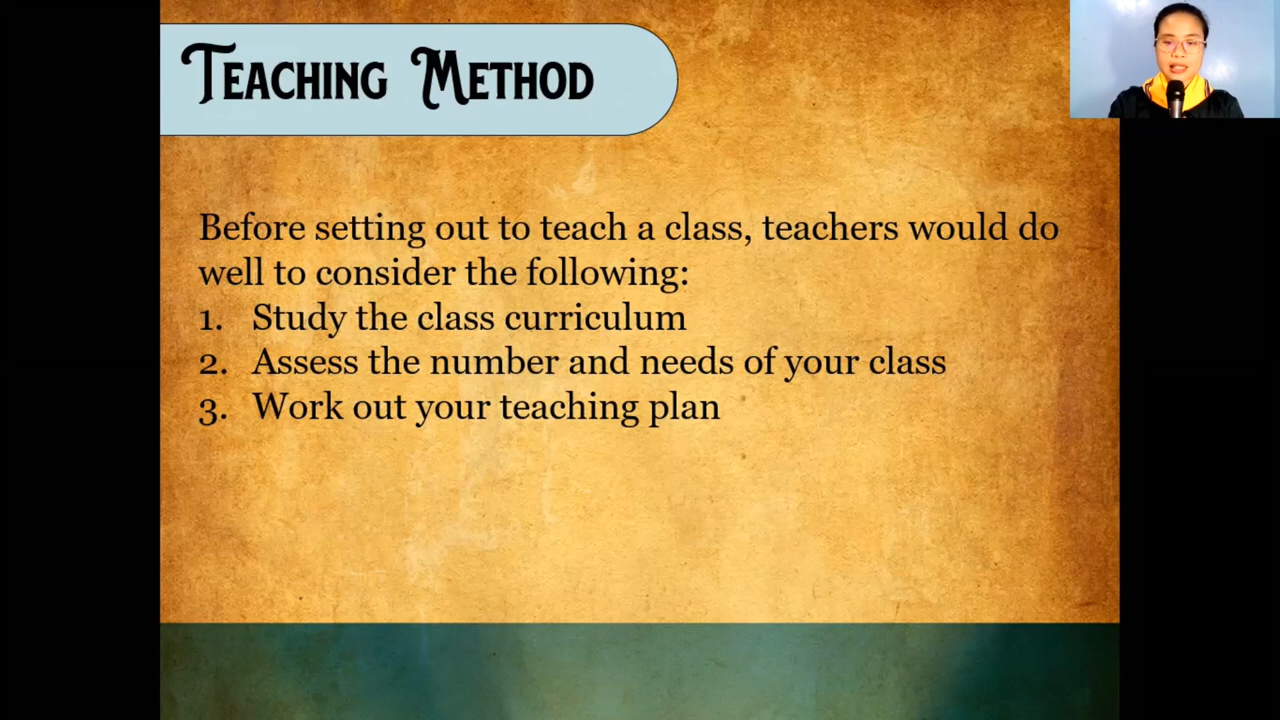 Teaching Method
Before setting out to teach a class, teachers would do
well to consider the following:
1. Study the class curriculum
2. Assess the number and needs of your class
3. Work out your teaching plan